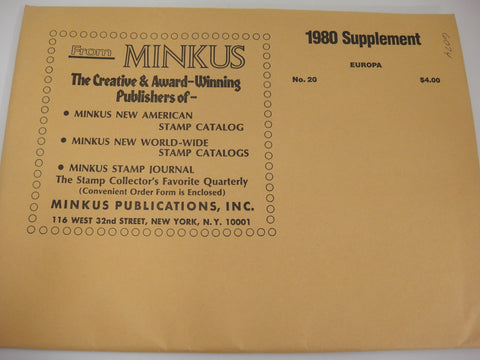 From MINKUS
The Creative & Award-Winning
Publishers of-
• MINKUS NEW AMERICAN
STAMP CATALOG
• MINKUS NEW WORLD-WIDE
STAMP CATALOGS
• MINKUS STAMP JOURNAL
The Stamp Collector's Favorite Quarterly
(Convenient Order Form is Enclosed)
MINKUS PUBLICATIONS, INC.
116 WEST 32nd STREET, NEW YORK, N.Y. 10001
1980 Supplement
EUROPA
No. 20 $4.00